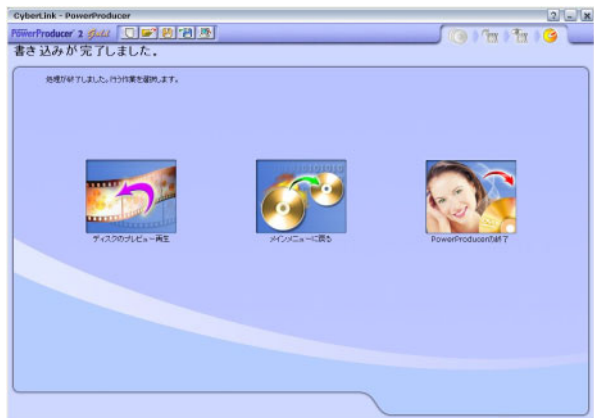 CyberLink - PowerProducer
PowerProducer 2 Gold
書き込みが完了しました。
処理が終了しました。行う作業を選択します。
ディスクのプレビュー再生
メインメニューに戻る
PowerProducerの終了